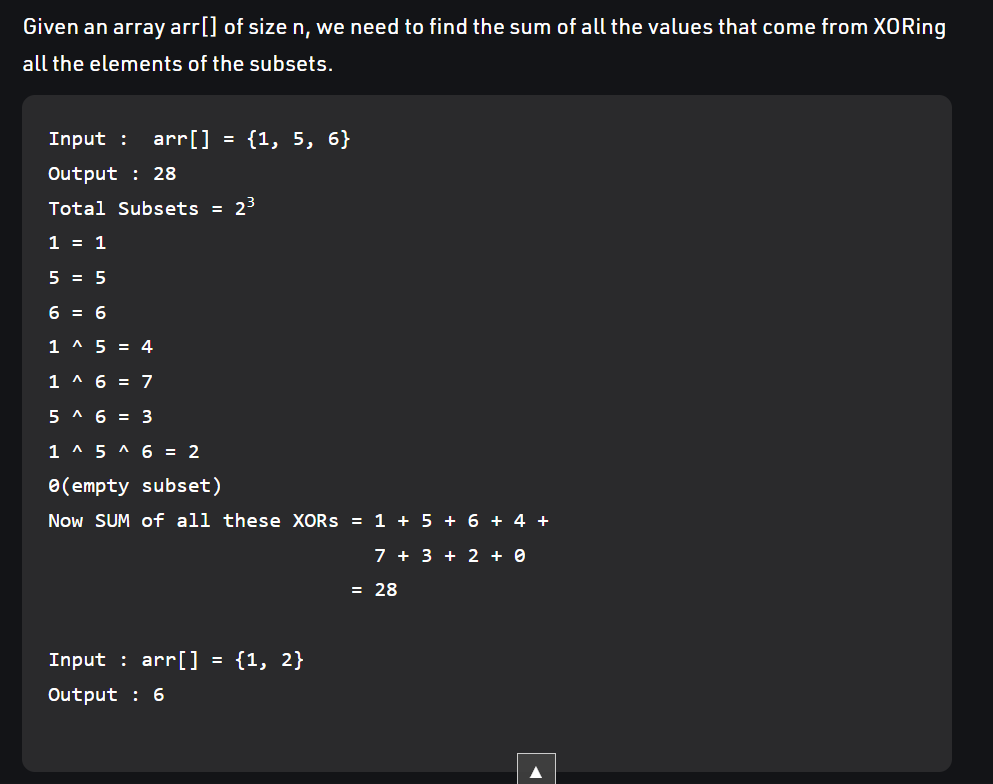 Given an array arr[] of size n, we need to find the sum of all the values that come from XORing
all the elements of the subsets.
Input :  arr[] = {1, 5, 6}
Output : 28
Total Subsets = 2³
1 = 1
5 = 5
6 = 6
1 ^ 5 = 4
1 ^ 6 = 7
5 ^ 6 = 3
1 ^ 5 ^ 6 = 2
0(empty subset)
Now SUM of all these XORs = 1 + 5 + 6 + 4 +
7 + 3 + 2 + 0
= 28
Input : arr[] = {1, 2}
Output : 6